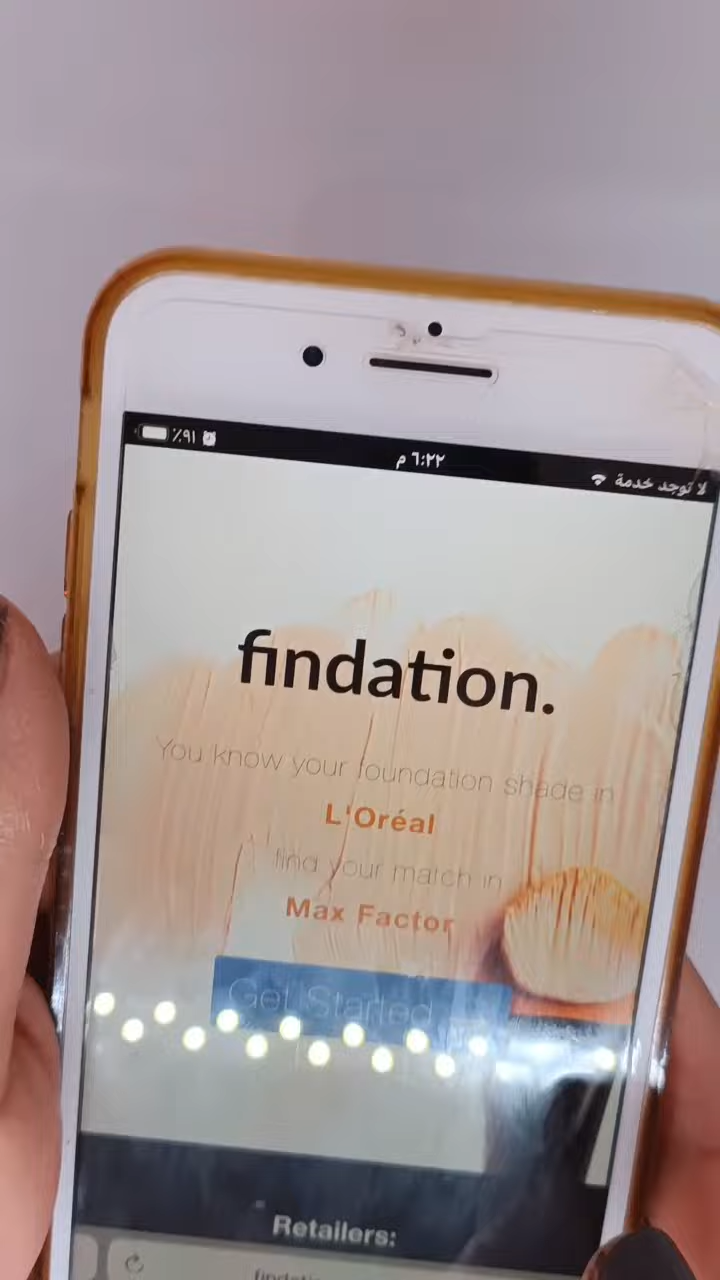 ٪٩١
٦:٢٢ م
لا توجد خدمة
findation.
You know your foundation shade in
L'Oréal
find your match in
Max Factor
Get Started
Retailers: